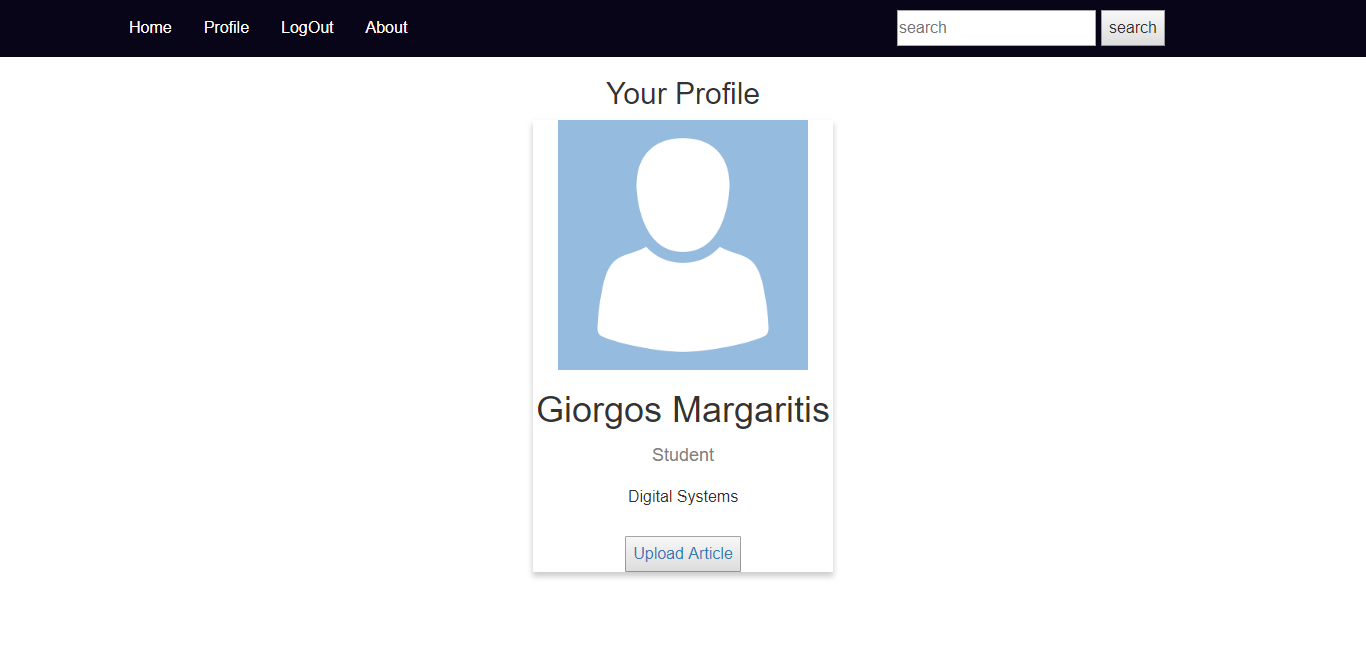 Home Profile LogOut About search search
Your Profile
Giorgos Margaritis
Student
Digital Systems
Upload Article